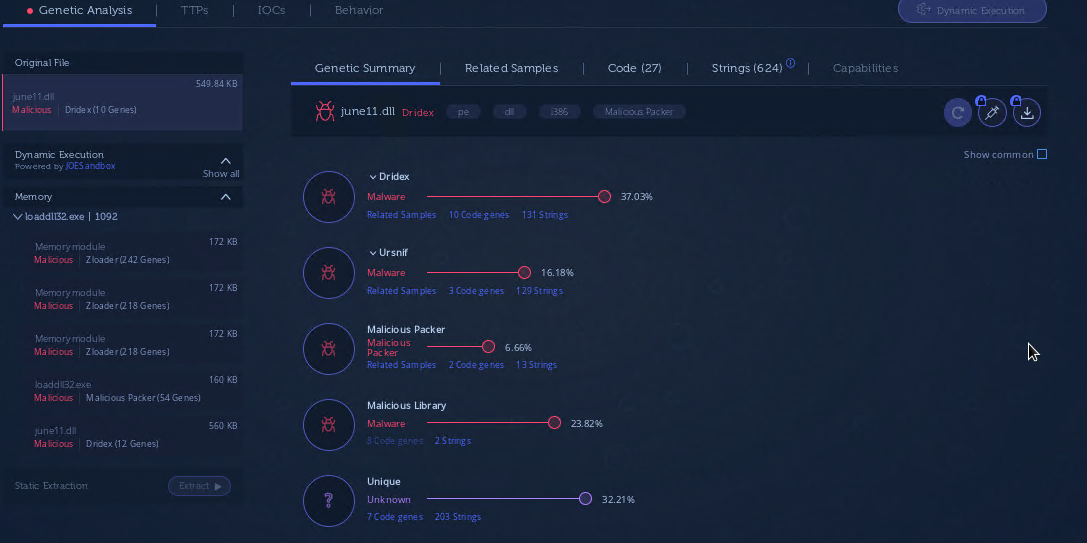 Genetic Analysis | TTPs | IOCs | Behavior
Dynamic Execution
Original File
549.84 KB
june11.dll
Malicious | Dridex (10 Genes)
Dynamic Execution
Powered by JOESandbox
Show all
Memory
loaddll32.exe | 1092
172 KB
Memory module
Malicious | Zloader (242 Genes)
172 KB
Memory module
Malicious | Zloader (218 Genes)
172 KB
Memory module
Malicious | Zloader (218 Genes)
160 KB
loaddll32.exe
Malicious | Malicious Packer (54 Genes)
560 KB
june11.dll
Malicious | Dridex (12 Genes)
Static Extraction
Extract
Genetic Summary | Related Samples | Code (27) | Strings (624) | Capabilities
june11.dll Dridex pe dll i386 Malicious Packer
Show common
Dridex
Malware 37.03%
Related Samples 10 Code genes 131 Strings
Ursnif
Malware 16.18%
Related Samples 3 Code genes 129 Strings
Malicious Packer
Malicious
Packer
6.66%
Related Samples 2 Code genes 13 Strings
Malicious Library
Malware 23.82%
8 Code genes 2 Strings
Unique
? Unknown 32.21%
7 Code genes 203 Strings